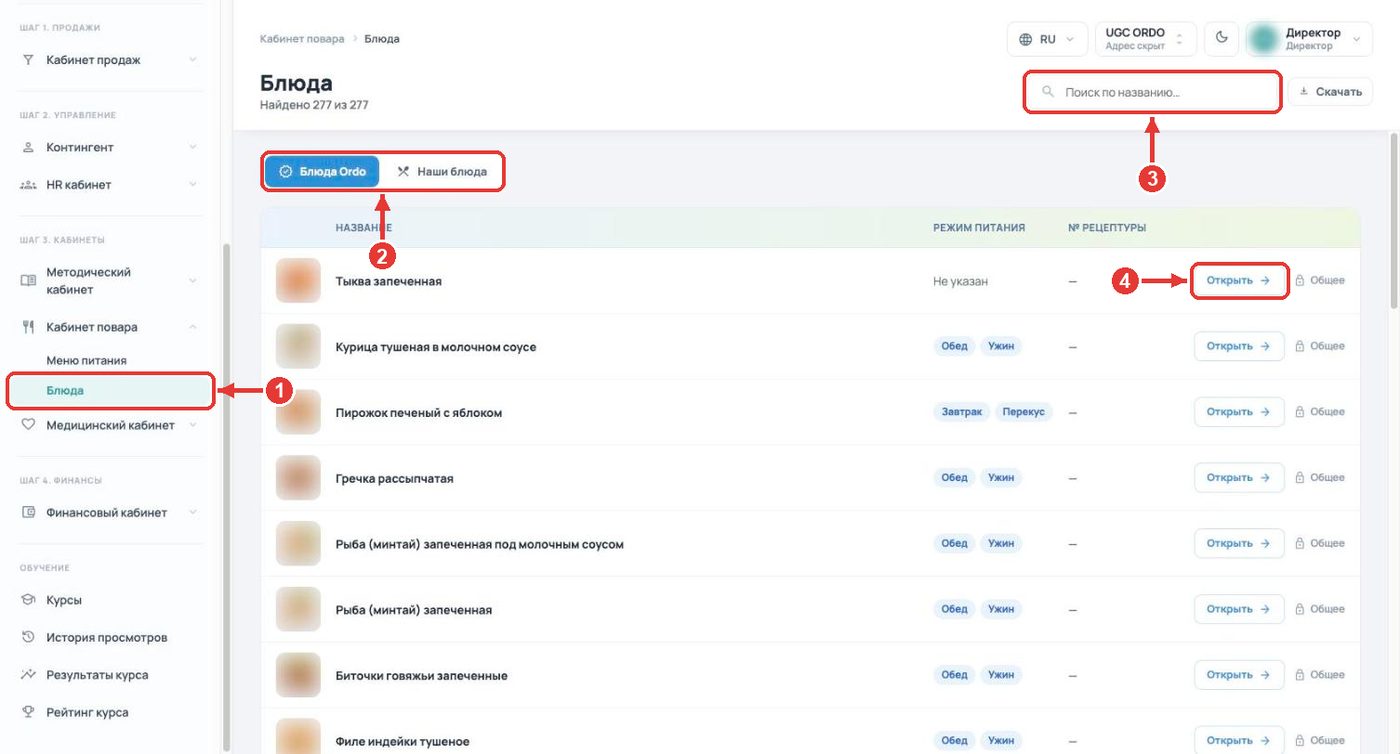 ШАГ 1. ПРОДАЖИ
Кабинет продаж
ШАГ 2. УПРАВЛЕНИЕ
Контингент
HR кабинет
ШАГ 3. КАБИНЕТЫ
Методический
кабинет
Кабинет повара
Меню питания
Блюда
Медицинский кабинет
ШАГ 4. ФИНАНСЫ
Финансовый кабинет
ОБУЧЕНИЕ
Курсы
История просмотров
Результаты курса
Рейтинг курса
Кабинет повара > Блюда
RU
UGC ORDO
Адрес скрыт
Директор
Директор
Блюда
Найдено 277 из 277
Поиск по названию...
Скачать
3
Блюда Ordo
Наши блюда
2
1
4
НАЗВАНИЕ РЕЖИМ ПИТАНИЯ № РЕЦЕПТУРЫ
Тыква запеченная Не указан — Открыть → Общее
Курица тушеная в молочном соусе Обед Ужин — Открыть → Общее
Пирожок печеный с яблоком Завтрак Перекус — Открыть → Общее
Гречка рассыпчатая Обед Ужин — Открыть → Общее
Рыба (минтай) запеченная под молочным соусом Обед Ужин — Открыть → Общее
Рыба (минтай) запеченная Обед Ужин — Открыть → Общее
Биточки говяжьи запеченные Обед Ужин — Открыть → Общее
Филе индейки тушеное Обед Ужин — Открыть → Общее